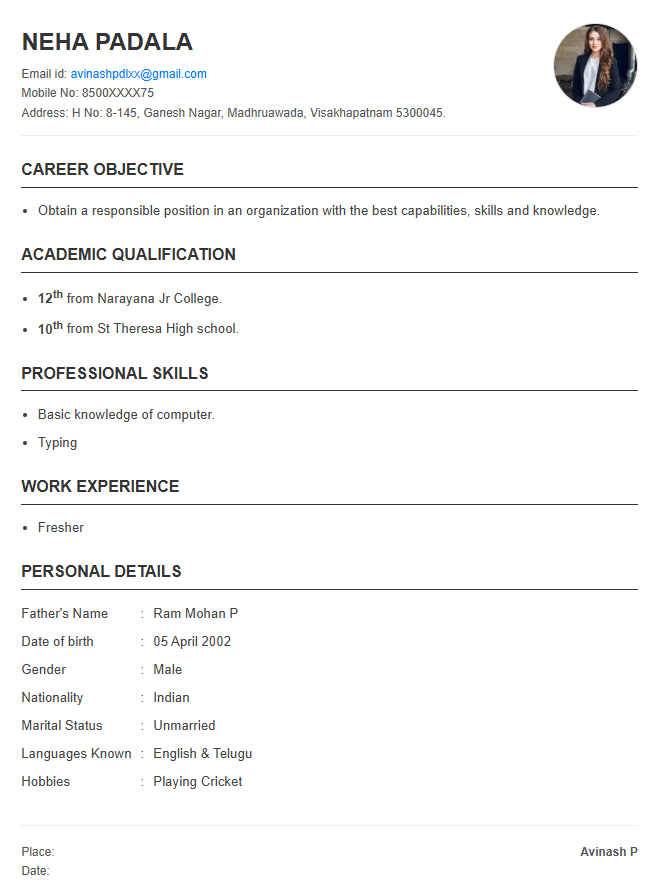 NEHA PADALA
Email id: avinashpdlxx@gmail.com
Mobile No: 8500XXXX75
Address: H No: 8-145, Ganesh Nagar, Madhruawada, Visakhapatnam 5300045.
CAREER OBJECTIVE
• Obtain a responsible position in an organization with the best capabilities, skills and knowledge.
ACADEMIC QUALIFICATION
• 12th from Narayana Jr College.
• 10th from St Theresa High school.
PROFESSIONAL SKILLS
• Basic knowledge of computer.
• Typing
WORK EXPERIENCE
• Fresher
PERSONAL DETAILS
Father's Name : Ram Mohan P
Date of birth : 05 April 2002
Gender : Male
Nationality : Indian
Marital Status : Unmarried
Languages Known : English & Telugu
Hobbies : Playing Cricket
Place: Avinash P
Date: